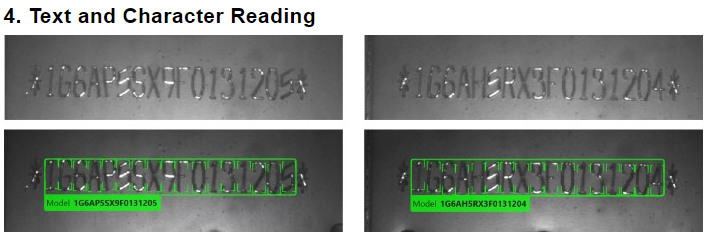 4. Text and Character Reading
*1G6AP5SX9F0131205*
*1G6AH5RX3F0131204*
Model 1G6AP5SX9F0131205
Model 1G6AH5RX3F0131204